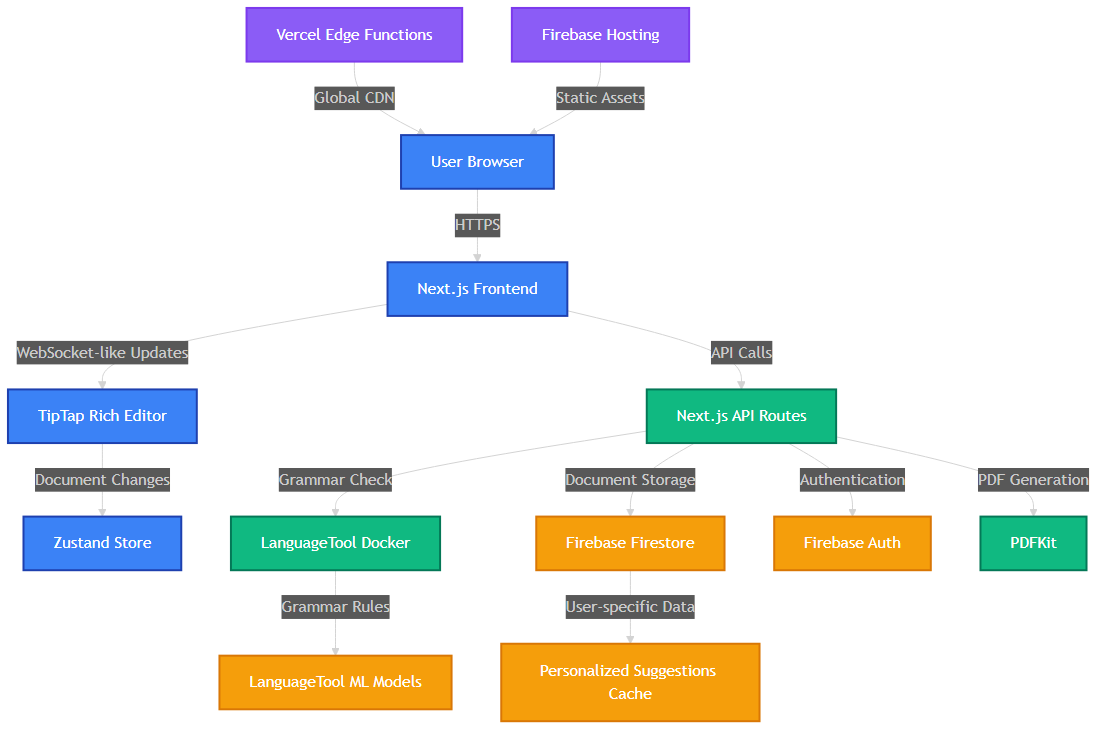 Vercel Edge Functions
Firebase Hosting
Global CDN
Static Assets
User Browser
HTTPS
Next.js Frontend
WebSocket-like Updates
API Calls
TipTap Rich Editor
Next.js API Routes
Document Changes
Grammar Check
Document Storage
Authentication
PDF Generation
Zustand Store
LanguageTool Docker
Firebase Firestore
Firebase Auth
PDFKit
Grammar Rules
User-specific Data
LanguageTool ML Models
Personalized Suggestions
Cache